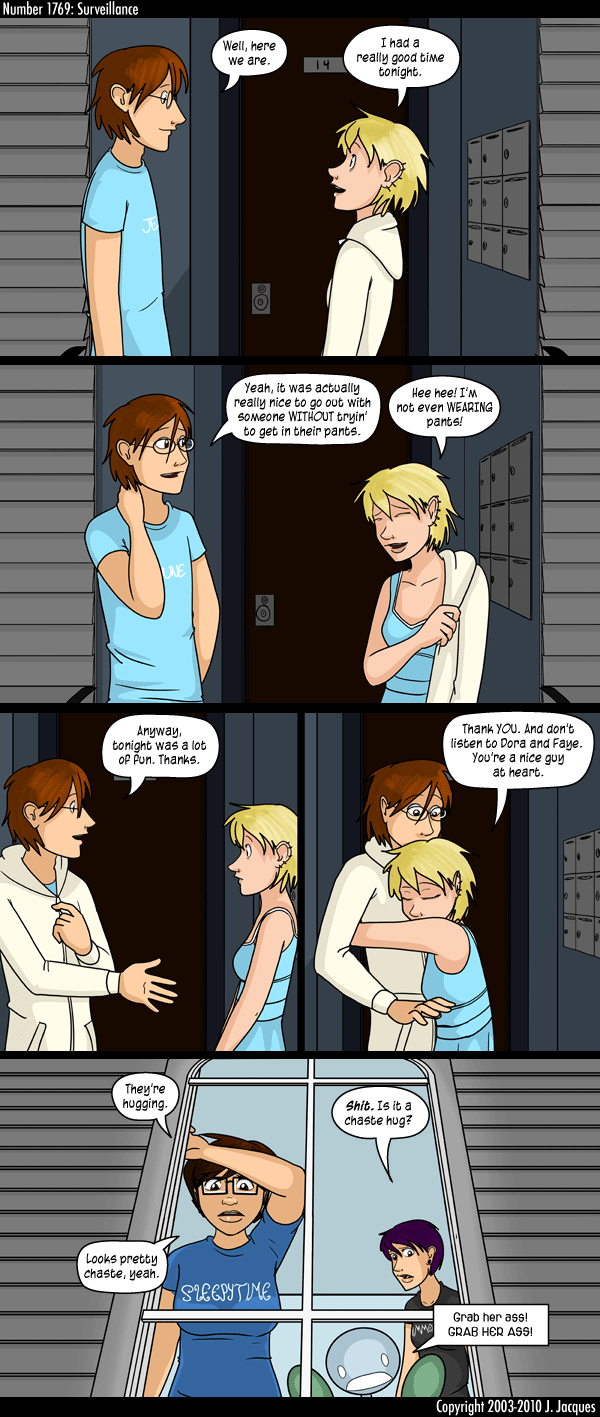 Number 1769: Surveillance
Well, here
we are.
I had a
really good time
tonight.
14
JE
Yeah, it was actually
really nice to go out with
someone WITHOUT tryin'
to get in their pants.
Hee hee! I'm
not even WEARING
pants!
UNE
Anyway,
tonight was a lot
of fun. Thanks.
Thank YOU. And don't
listen to Dora and Faye.
You're a nice guy
at heart.
They're
hugging.
Shit. Is it a
chaste hug?
Looks pretty
chaste, yeah.
SLEEPYTIME
Grab her ass!
GRAB HER ASS!
Copyright 2003-2010 J. Jacques